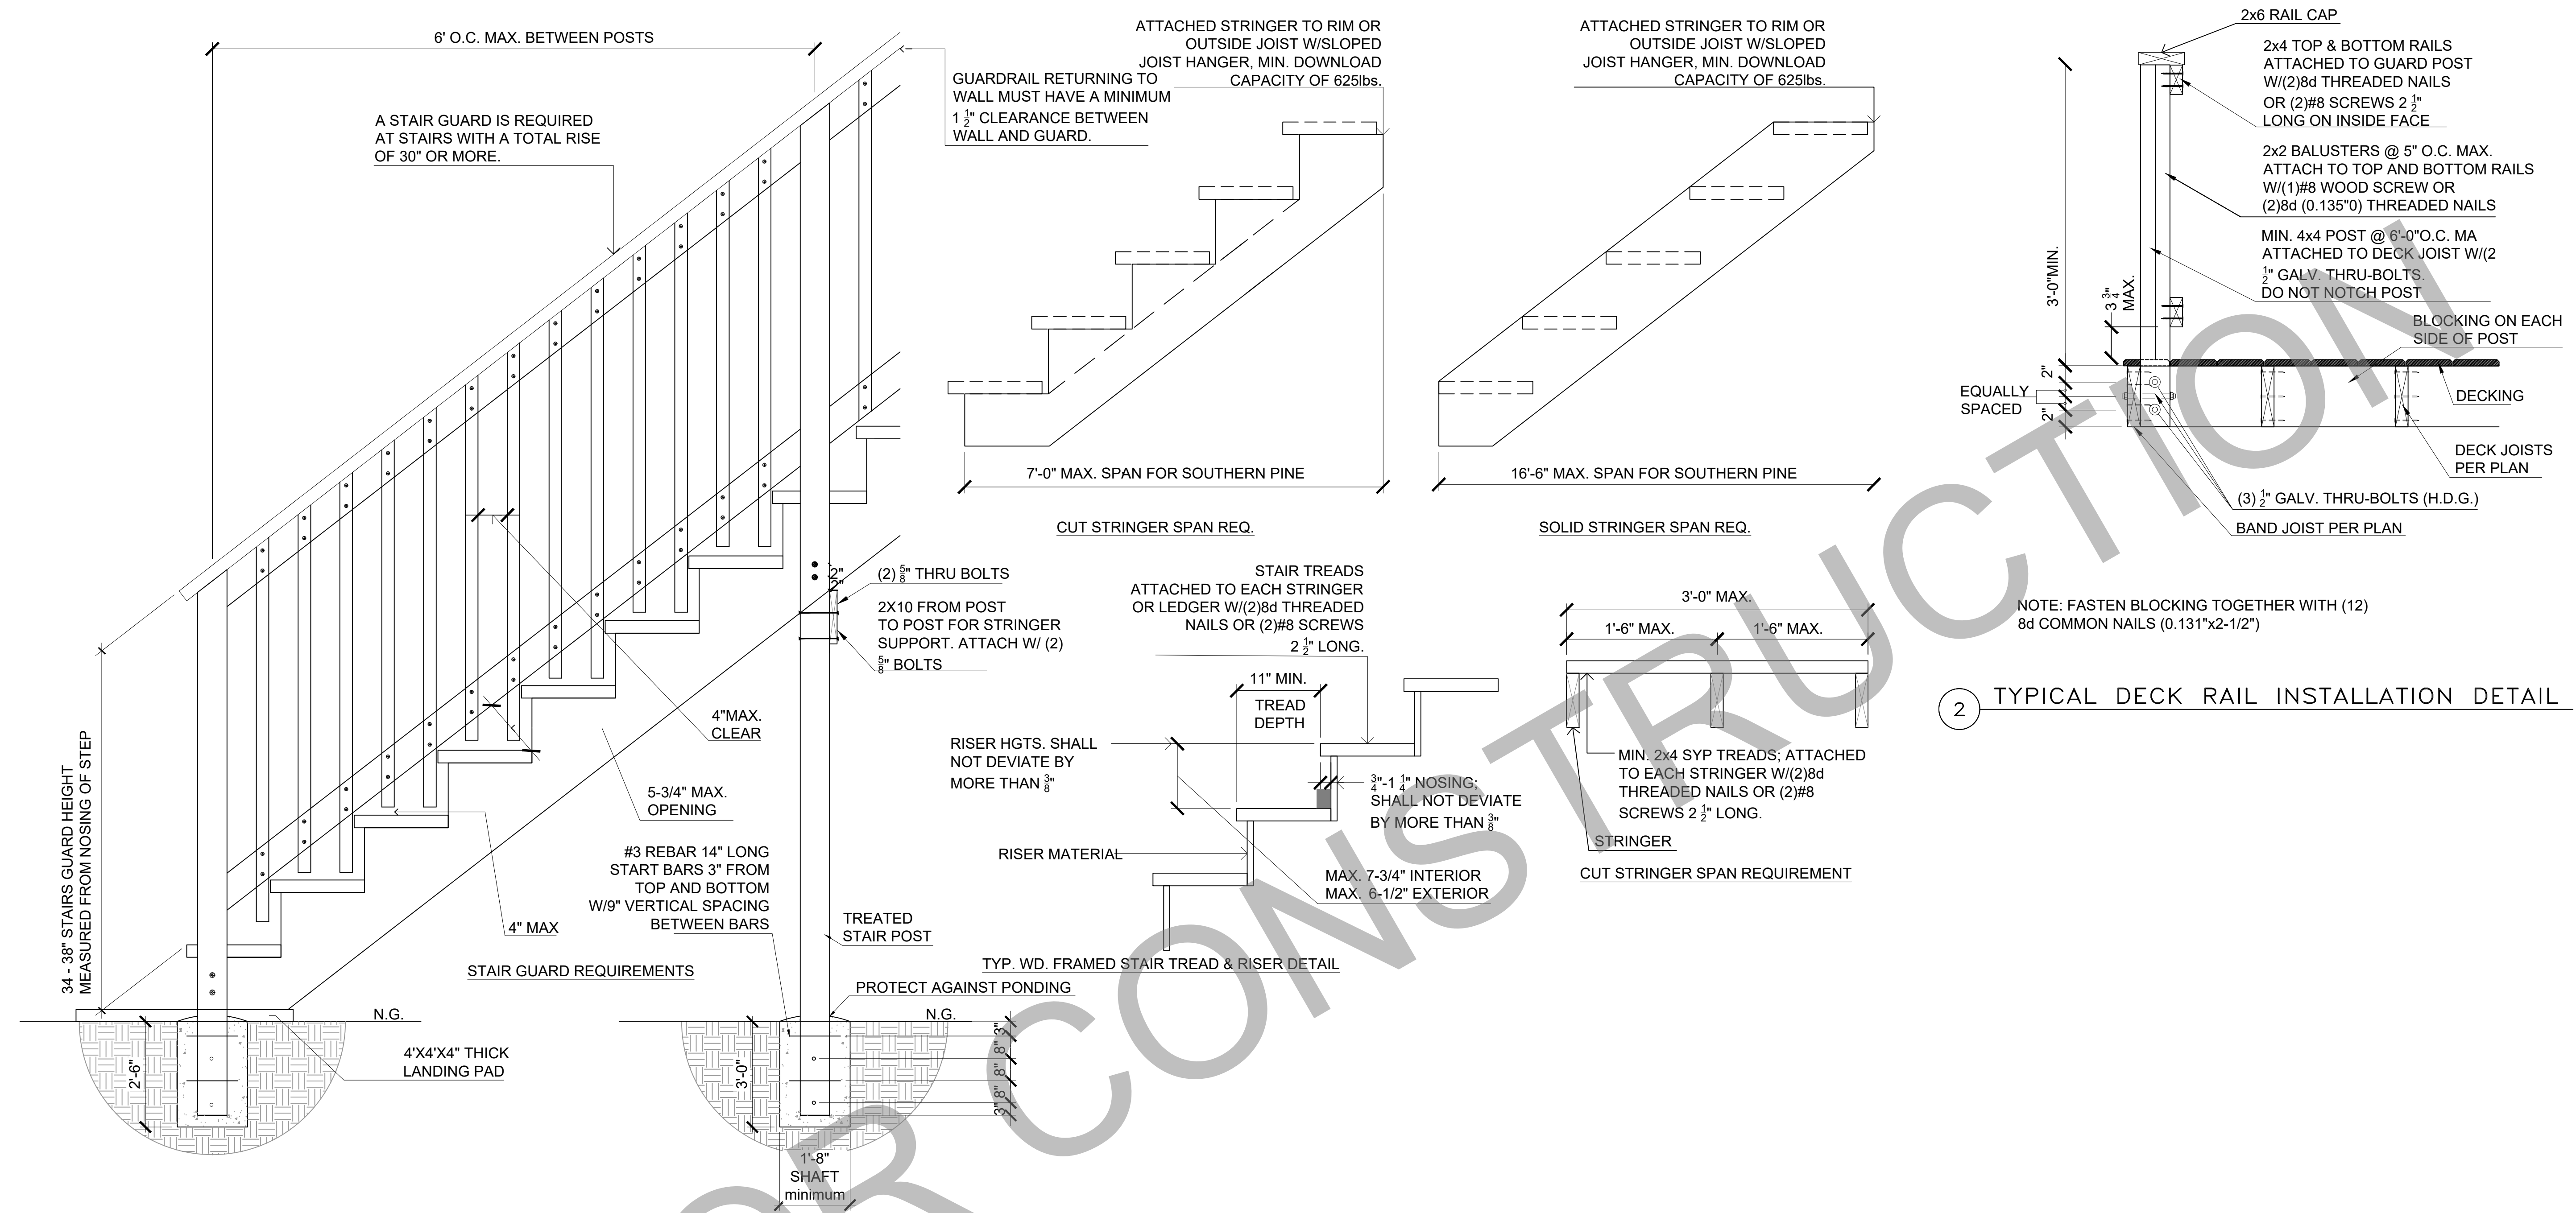 6' O.C. MAX. BETWEEN POSTS
A STAIR GUARD IS REQUIRED
AT STAIRS WITH A TOTAL RISE
OF 30" OR MORE.
GUARDRAIL RETURNING TO
WALL MUST HAVE A MINIMUM
1 1/2" CLEARANCE BETWEEN
WALL AND GUARD.
34 - 38" STAIRS GUARD HEIGHT
MEASURED FROM NOSING OF STEP
2"
2"
(2) 5/8" THRU BOLTS
2X10 FROM POST
TO POST FOR STRINGER
SUPPORT. ATTACH W/ (2)
5/8" BOLTS
4"MAX.
CLEAR
5-3/4" MAX.
OPENING
4" MAX
#3 REBAR 14" LONG
START BARS 3" FROM
TOP AND BOTTOM
W/9" VERTICAL SPACING
BETWEEN BARS
TREATED
STAIR POST
STAIR GUARD REQUIREMENTS
PROTECT AGAINST PONDING
N.G.
N.G.
4'X4'X4" THICK
LANDING PAD
2'-6"
3'-0"
3"
8"
8"
8"
3"
1'-8"
SHAFT
minimum
ATTACHED STRINGER TO RIM OR
OUTSIDE JOIST W/SLOPED
JOIST HANGER, MIN. DOWNLOAD
CAPACITY OF 625lbs.
7'-0" MAX. SPAN FOR SOUTHERN PINE
CUT STRINGER SPAN REQ.
ATTACHED STRINGER TO RIM OR
OUTSIDE JOIST W/SLOPED
JOIST HANGER, MIN. DOWNLOAD
CAPACITY OF 625lbs.
16'-6" MAX. SPAN FOR SOUTHERN PINE
SOLID STRINGER SPAN REQ.
STAIR TREADS
ATTACHED TO EACH STRINGER
OR LEDGER W/(2)8d THREADED
NAILS OR (2)#8 SCREWS
2 1/2" LONG.
11" MIN.
TREAD
DEPTH
RISER HGTS. SHALL
NOT DEVIATE BY
MORE THAN 3/8"
3/4"-1 1/4" NOSING;
SHALL NOT DEVIATE
BY MORE THAN 3/8"
RISER MATERIAL
MAX. 7-3/4" INTERIOR
MAX. 6-1/2" EXTERIOR
TYP. WD. FRAMED STAIR TREAD & RISER DETAIL
3'-0" MAX.
1'-6" MAX.
1'-6" MAX.
MIN. 2x4 SYP TREADS; ATTACHED
TO EACH STRINGER W/(2)8d
THREADED NAILS OR (2)#8
SCREWS 2 1/2" LONG.
STRINGER
CUT STRINGER SPAN REQUIREMENT
2x6 RAIL CAP
2x4 TOP & BOTTOM RAILS
ATTACHED TO GUARD POST
W/(2)8d THREADED NAILS
OR (2)#8 SCREWS 2 1/2"
LONG ON INSIDE FACE
2x2 BALUSTERS @ 5" O.C. MAX.
ATTACH TO TOP AND BOTTOM RAILS
W/(1)#8 WOOD SCREW OR
(2)8d (0.135"0) THREADED NAILS
MIN. 4x4 POST @ 6'-0"O.C. MA
ATTACHED TO DECK JOIST W/(2
1/2" GALV. THRU-BOLTS.
DO NOT NOTCH POST
BLOCKING ON EACH
SIDE OF POST
3'-0"MIN.
3 3/4"
MAX.
2"
EQUALLY
SPACED
2"
DECKING
DECK JOISTS
PER PLAN
(3) 1/2" GALV. THRU-BOLTS (H.D.G.)
BAND JOIST PER PLAN
NOTE: FASTEN BLOCKING TOGETHER WITH (12)
8d COMMON NAILS (0.131"x2-1/2")
2
TYPICAL DECK RAIL INSTALLATION DETAIL
OR CONSTRUCTION